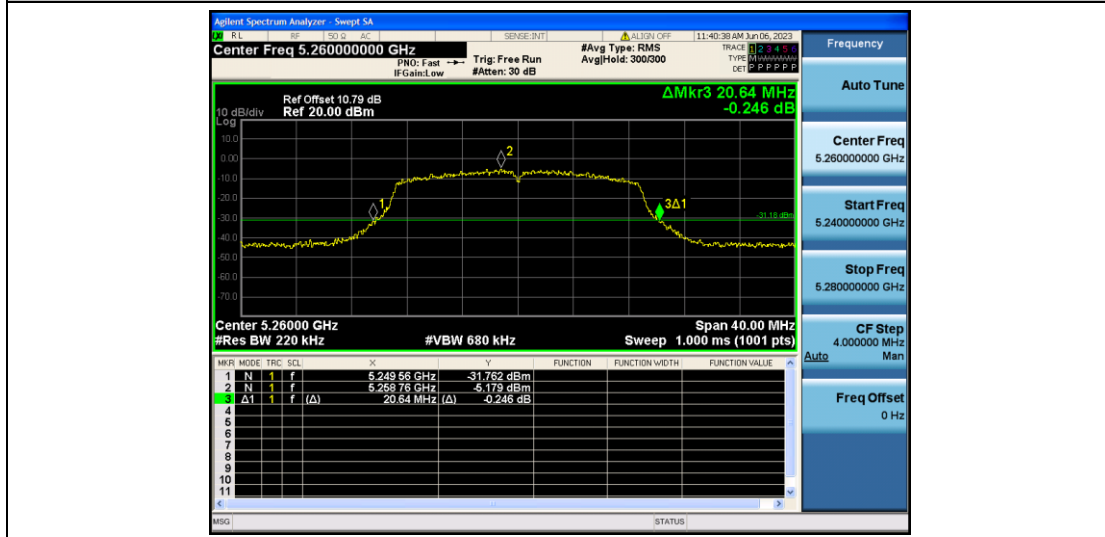 Agilent Spectrum Analyzer - Swept SA
RL RF 50 Ω AC SENSE:INT ALIGN OFF 11:40:38 AM Jun 06, 2023
Center Freq 5.260000000 GHz
PNO: Fast
IFGain:Low
Trig: Free Run
#Atten: 30 dB
#Avg Type: RMS
Avg|Hold: 300/300
TRACE 1 2 3 4 5 6
TYPE M W W W W W
DET P P P P P P
Ref Offset 10.79 dB
10 dB/div Ref 20.00 dBm
Log
ΔMkr3 20.64 MHz
-0.246 dB
10.0
0.00
-10.0
-20.0
-30.0
-40.0
-50.0
-60.0
-70.0
1
2
3Δ1
-31.18 dBm
Center 5.26000 GHz Span 40.00 MHz
#Res BW 220 kHz #VBW 680 kHz Sweep 1.000 ms (1001 pts)
MKR MODE TRC SCL X Y FUNCTION FUNCTION WIDTH FUNCTION VALUE
1 N 1 f 5.249 56 GHz -31.762 dBm
2 N 1 f 5.258 76 GHz -5.179 dBm
3 Δ1 1 f (Δ) 20.64 MHz (Δ) -0.246 dB
4
5
6
7
8
9
10
11
MSG STATUS
Frequency
Auto Tune
Center Freq
5.260000000 GHz
Start Freq
5.240000000 GHz
Stop Freq
5.280000000 GHz
CF Step
4.000000 MHz
Auto Man
Freq Offset
0 Hz